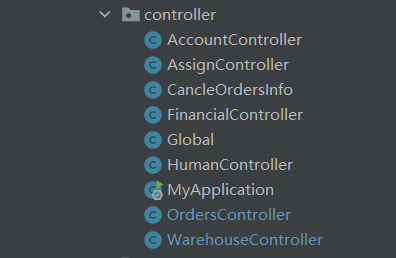 controller
AccountController
AssignController
CancleOrdersInfo
FinancialController
Global
HumanController
MyApplication
OrdersController
WarehouseController